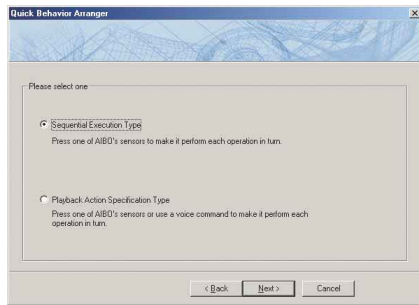 Quick Behavior Arranger
Please select one
Sequential Execution Type
Press one of AIBO's sensors to make it perform each operation in turn.
Playback Action Specification Type
Press one of AIBO's sensors or use a voice command to make it perform each
operation in turn.
< Back Next > Cancel